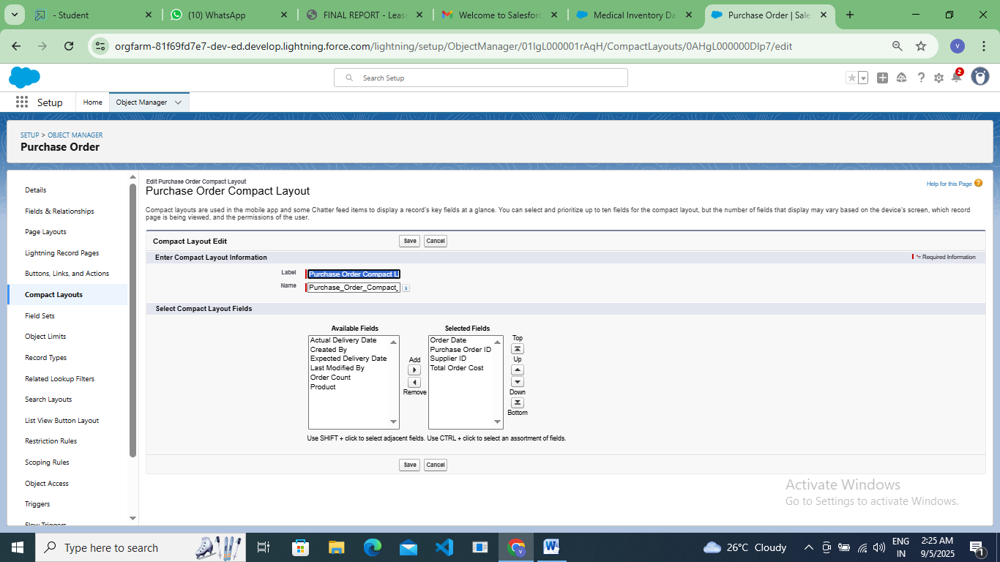 - Student
(10) WhatsApp
FINAL REPORT - Leas
Welcome to Salesforc
Medical Inventory Da
Purchase Order | Sale
orgfarm-81f69fd7e7-dev-ed.develop.lightning.force.com/lightning/setup/ObjectManager/01IgL000001rAqH/CompactLayouts/0AHgL000000DIp7/edit
V
Search Setup
2
Setup
Home
Object Manager
SETUP > OBJECT MANAGER
Purchase Order
Details
Fields & Relationships
Page Layouts
Lightning Record Pages
Buttons, Links, and Actions
Compact Layouts
Field Sets
Object Limits
Record Types
Related Lookup Filters
Search Layouts
List View Button Layout
Restriction Rules
Scoping Rules
Object Access
Triggers
Flow Triggers
Edit Purchase Order Compact Layout
Purchase Order Compact Layout
Help for this Page
Compact layouts are used in the mobile app and some Chatter feed items to display a record's key fields at a glance. You can select and prioritize up to ten fields for the compact layout, but the number of fields that display may vary based on the device's screen, which record
page is being viewed, and the permissions of the user.
Compact Layout Edit
Save Cancel
Enter Compact Layout Information
*= Required Information
Label Purchase Order Compact L
Name Purchase_Order_Compact_
Select Compact Layout Fields
Available Fields
Actual Delivery Date
Created By
Expected Delivery Date
Last Modified By
Order Count
Product
Add
Remove
Selected Fields
Order Date
Purchase Order ID
Supplier ID
Total Order Cost
Top
Up
Down
Bottom
Use SHIFT + click to select adjacent fields. Use CTRL + click to select an assortment of fields.
Save Cancel
Activate Windows
Go to Settings to activate Windows.
Type here to search
26°C Cloudy
ENG
IN
2:25 AM
9/5/2025
1